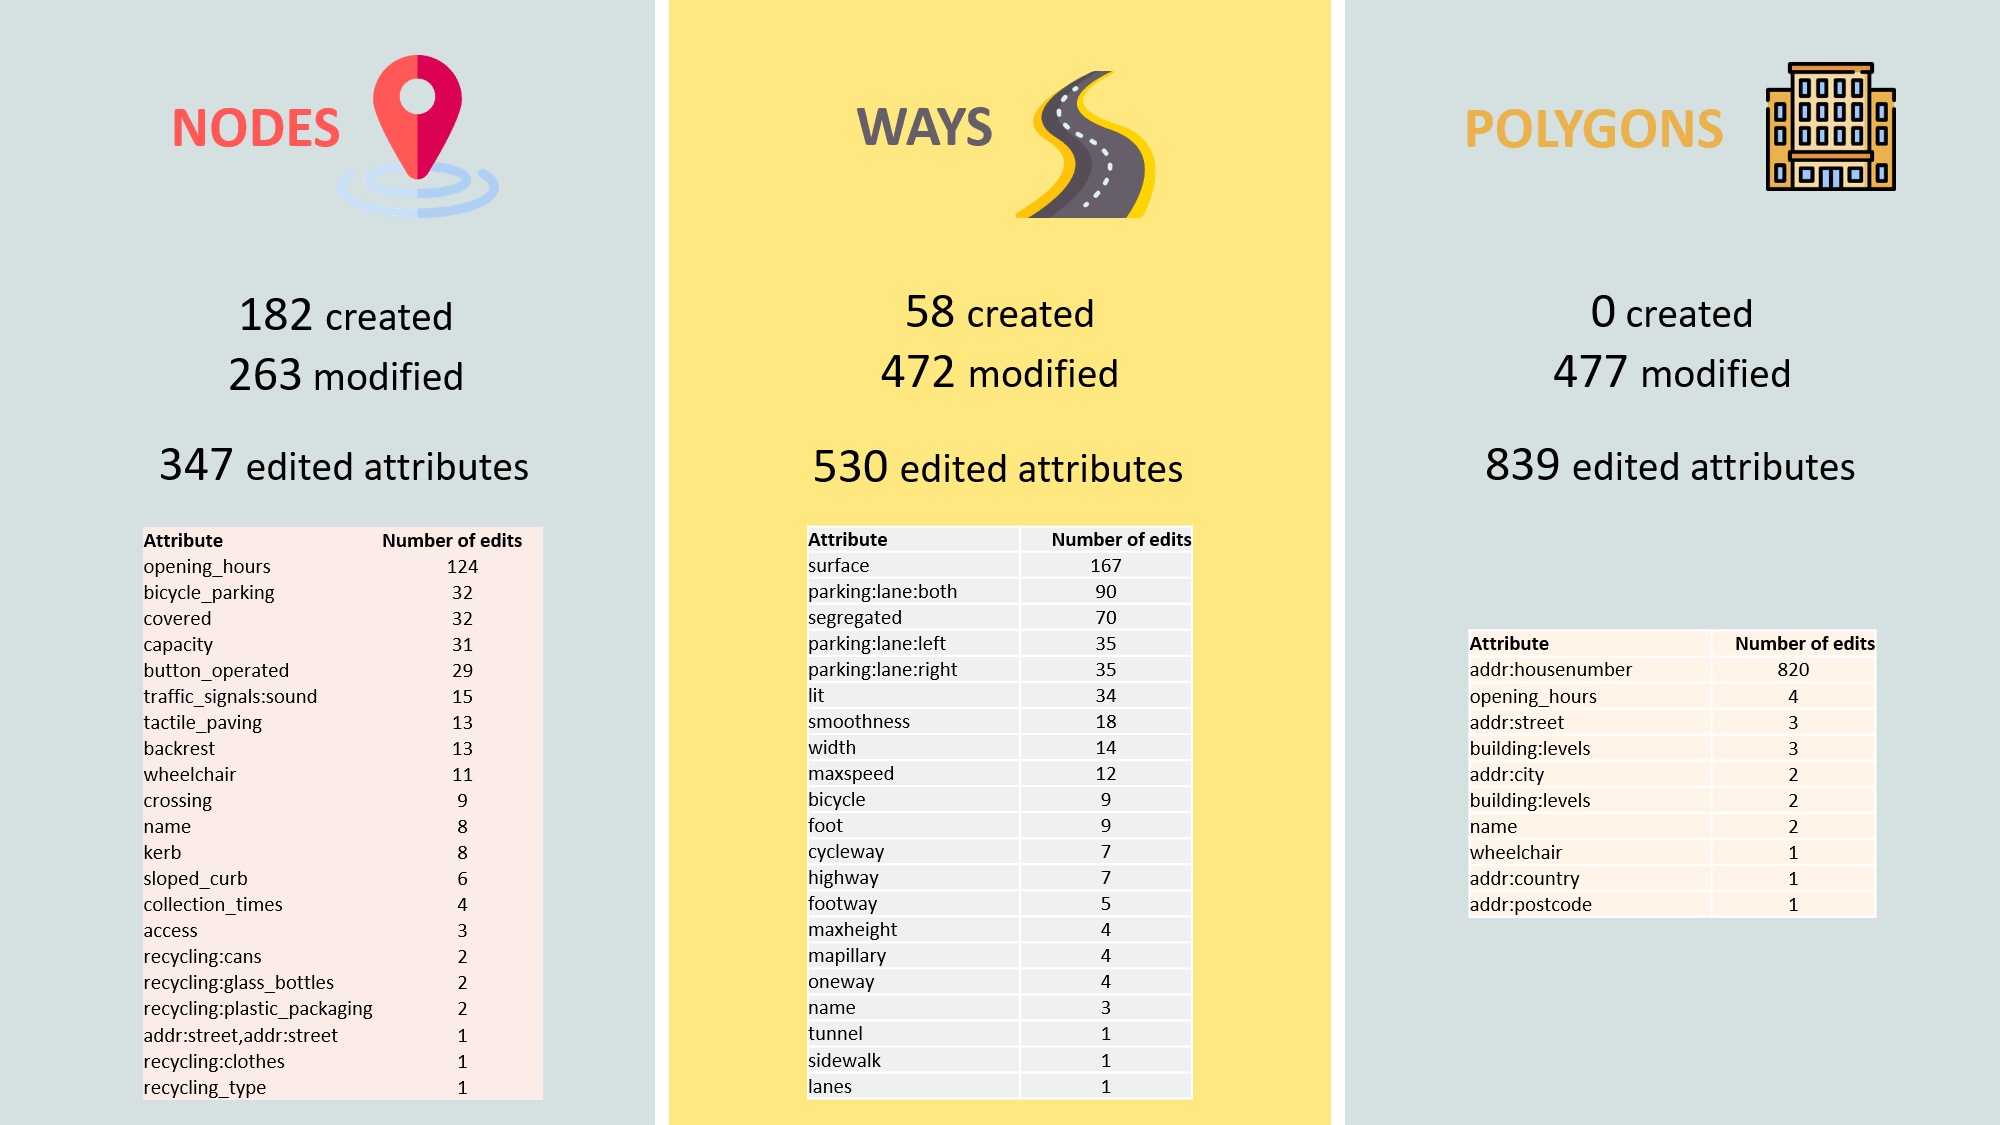 NODES
182 created
263 modified
347 edited attributes
Attribute Number of edits
opening_hours 124
bicycle_parking 32
covered 32
capacity 31
button_operated 29
traffic_signals:sound 15
tactile_paving 13
backrest 13
wheelchair 11
crossing 9
name 8
kerb 8
sloped_curb 6
collection_times 4
access 3
recycling:cans 2
recycling:glass_bottles 2
recycling:plastic_packaging 2
addr:street,addr:street 1
recycling:clothes 1
recycling_type 1
WAYS
58 created
472 modified
530 edited attributes
Attribute Number of edits
surface 167
parking:lane:both 90
segregated 70
parking:lane:left 35
parking:lane:right 35
lit 34
smoothness 18
width 14
maxspeed 12
bicycle 9
foot 9
cycleway 7
highway 7
footway 5
maxheight 4
mapillary 4
oneway 4
name 3
tunnel 1
sidewalk 1
lanes 1
POLYGONS
0 created
477 modified
839 edited attributes
Attribute Number of edits
addr:housenumber 820
opening_hours 4
addr:street 3
building:levels 3
addr:city 2
building:levels 2
name 2
wheelchair 1
addr:country 1
addr:postcode 1